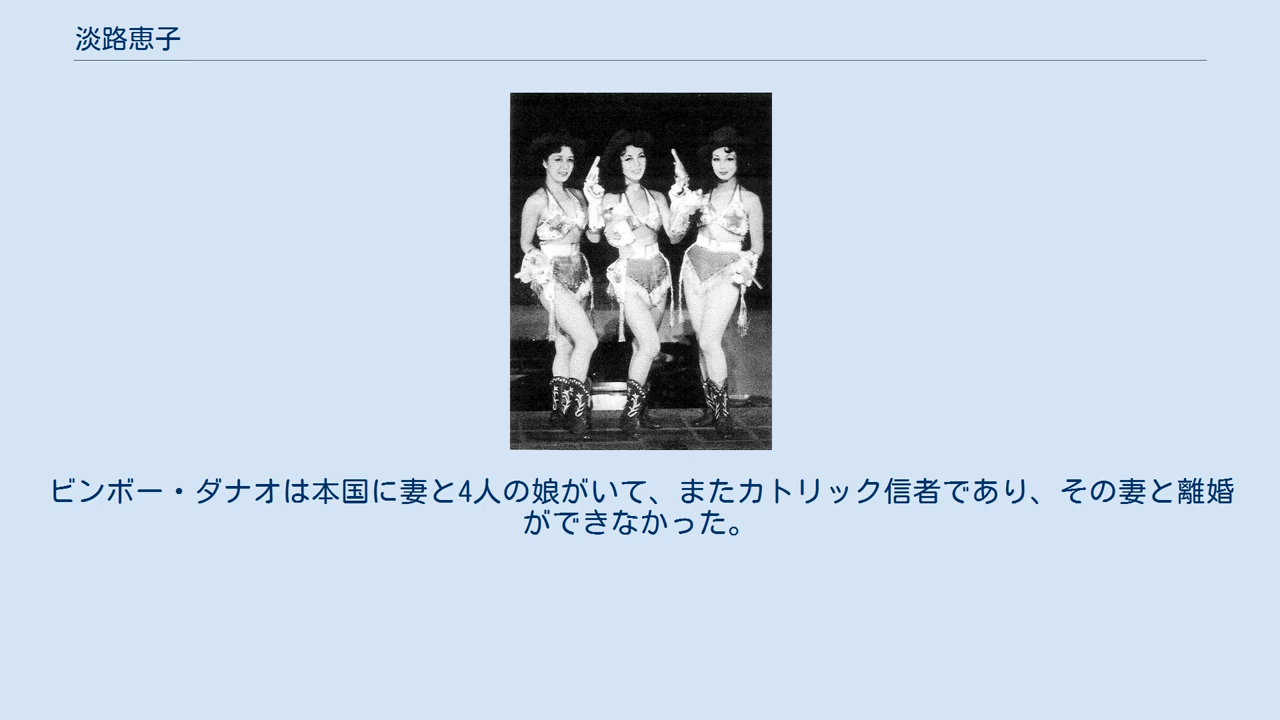 淡路恵子
ビンボー・ダナオは本国に妻と4人の娘がいて、またカトリック信者であり、その妻と離婚
ができなかった。